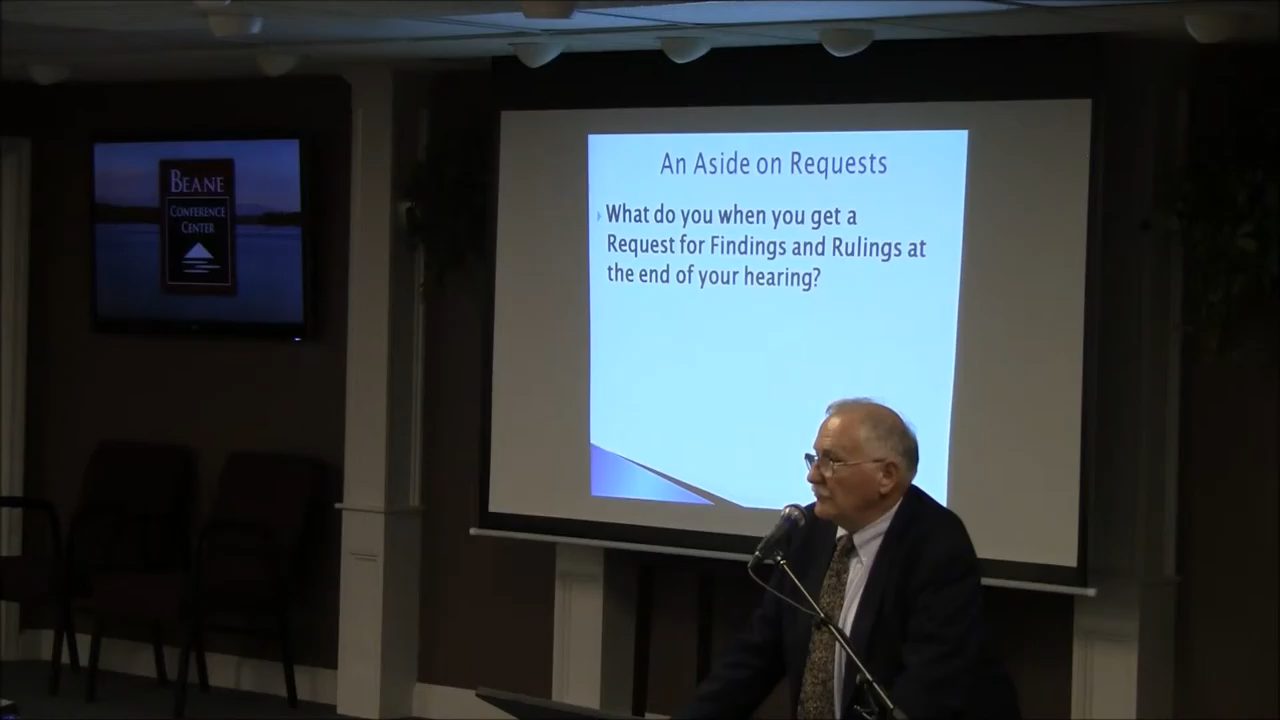 BEANE
CONFERENCE
CENTER
An Aside on Requests
What do you when you get a
Request for Findings and Rulings at
the end of your hearing?